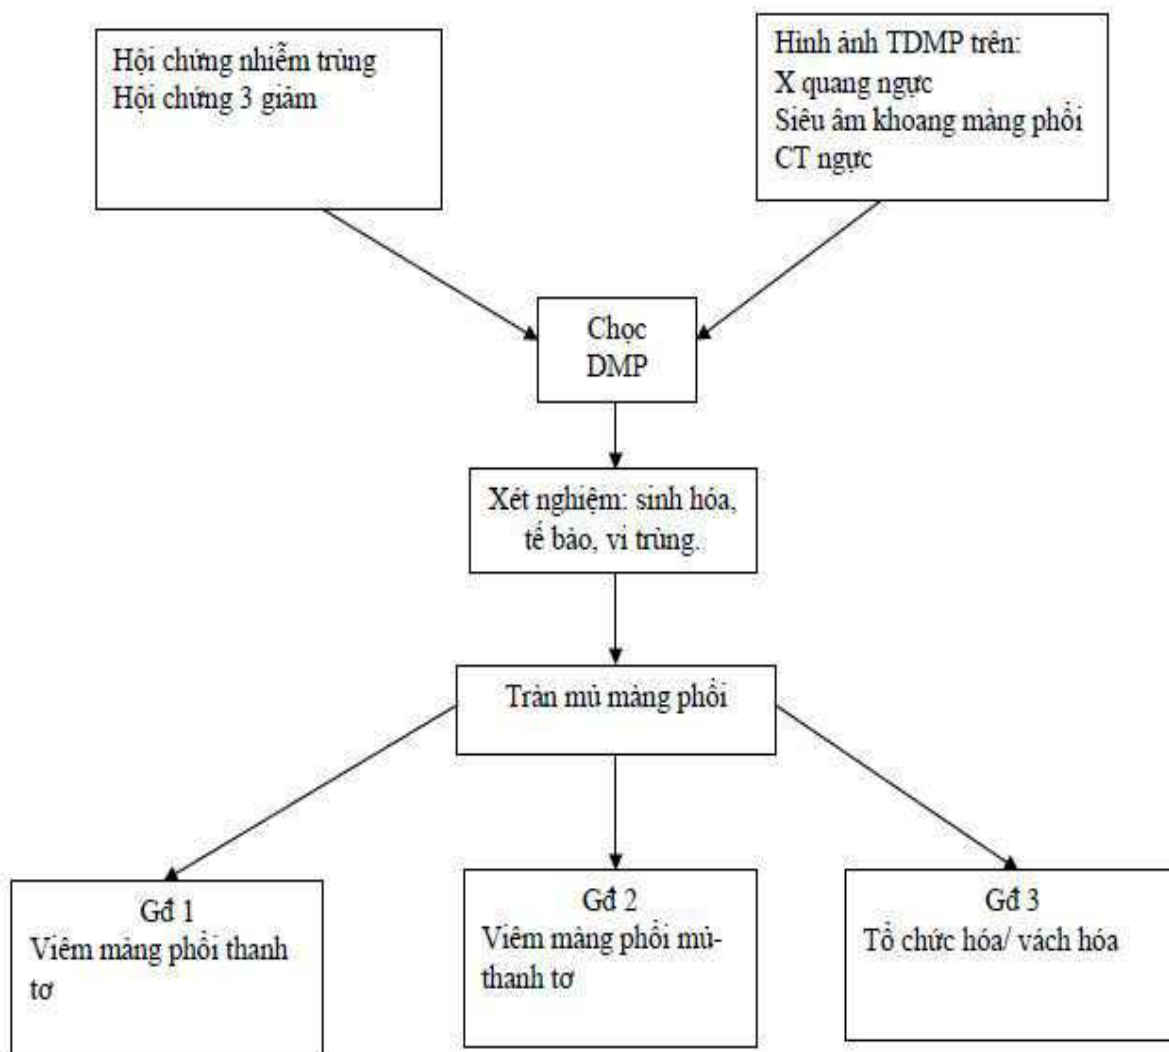 Hội chứng nhiễm trùng
Hội chứng 3 giảm
Hình ảnh TDMP trên:
X quang ngực
Siêu âm khoang màng phổi
CT ngực
Chọc
DMP
Xét nghiệm: sinh hóa,
tế bào, vi trùng.
Tràn mủ màng phổi
Gđ 1
Viêm màng phổi thanh
tơ
Gđ 2
Viêm màng phổi mủ-
thanh tơ
Gđ 3
Tổ chức hóa/ vách hóa